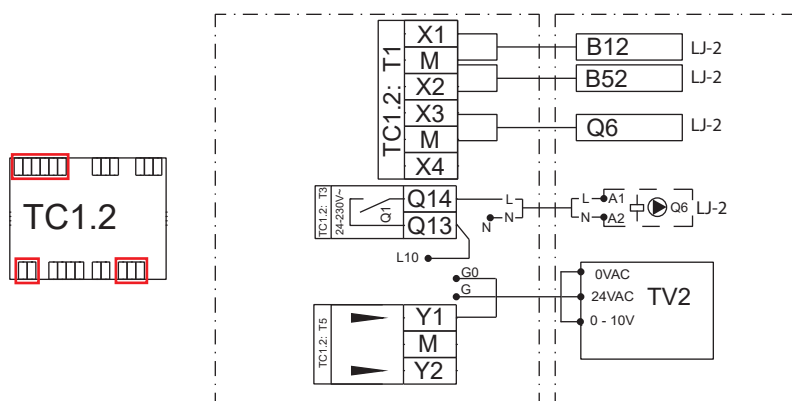 TC1.2
TC1.2: T1
X1
M
X2
X3
M
X4
B12
LJ-2
B52
LJ-2
Q6
LJ-2
TC1.2: T3
24-230V~
Q1
Q14
Q13
L
N
N
L
N
A1
A2
Q6
LJ-2
L10
G0
G
TC1.2: T5
Y1
M
Y2
0VAC
24VAC
0 - 10V
TV2